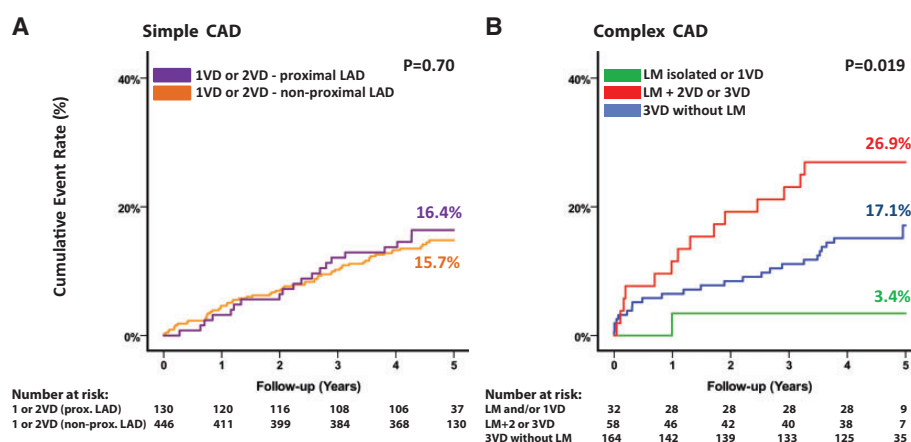 A
Simple CAD
Cumulative Event Rate (%)
40%
20%
0%
1VD or 2VD - proximal LAD
1VD or 2VD - non-proximal LAD
P=0.70
16.4%
15.7%
0 1 2 3 4 5
Follow-up (Years)
Number at risk:
1 or 2VD (prox. LAD) 130 120 116 108 106 37
1 or 2VD (non-prox. LAD) 446 411 399 384 368 130
B
Complex CAD
40%
20%
0%
LM isolated or 1VD
LM + 2VD or 3VD
3VD without LM
P=0.019
26.9%
17.1%
3.4%
0 1 2 3 4 5
Follow-up (Years)
Number at risk:
LM and/or 1VD 32 28 28 28 28 9
LM+2 or 3VD 58 46 42 40 38 7
3VD without LM 164 142 139 133 125 35